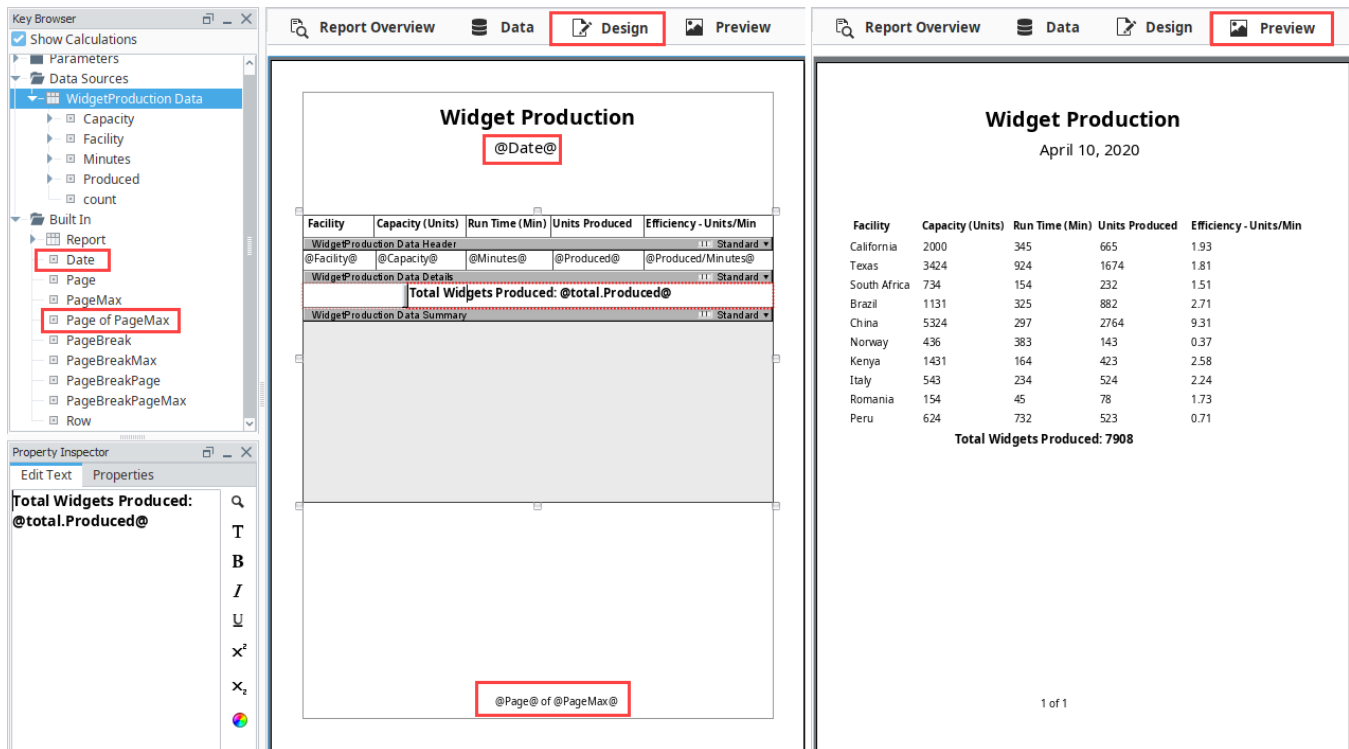 Key Browser
Show Calculations
Parameters
Data Sources
WidgetProduction Data
Capacity
Facility
Minutes
Produced
count
Built In
Report
Date
Page
PageMax
Page of PageMax
PageBreak
PageBreakMax
PageBreakPage
PageBreakPageMax
Row
Property Inspector
Edit Text Properties
Total Widgets Produced:
@total.Produced@
T
B
I
U
x²
x₂
Report Overview Data Design Preview
Widget Production
@Date@
Facility Capacity (Units) Run Time (Min) Units Produced Efficiency - Units/Min
WidgetProduction Data Header Standard
@Facility@ @Capacity@ @Minutes@ @Produced@ @Produced/Minutes@
WidgetProduction Data Details Standard
Total Widgets Produced: @total.Produced@
WidgetProduction Data Summary Standard
@Page@ of @PageMax@
Report Overview Data Design Preview
Widget Production
April 10, 2020
Facility Capacity (Units) Run Time (Min) Units Produced Efficiency - Units/Min
California 2000 345 665 1.93
Texas 3424 924 1674 1.81
South Africa 734 154 232 1.51
Brazil 1131 325 882 2.71
China 5324 297 2764 9.31
Norway 436 383 143 0.37
Kenya 1431 164 423 2.58
Italy 543 234 524 2.24
Romania 154 45 78 1.73
Peru 624 732 523 0.71
Total Widgets Produced: 7908
1 of 1